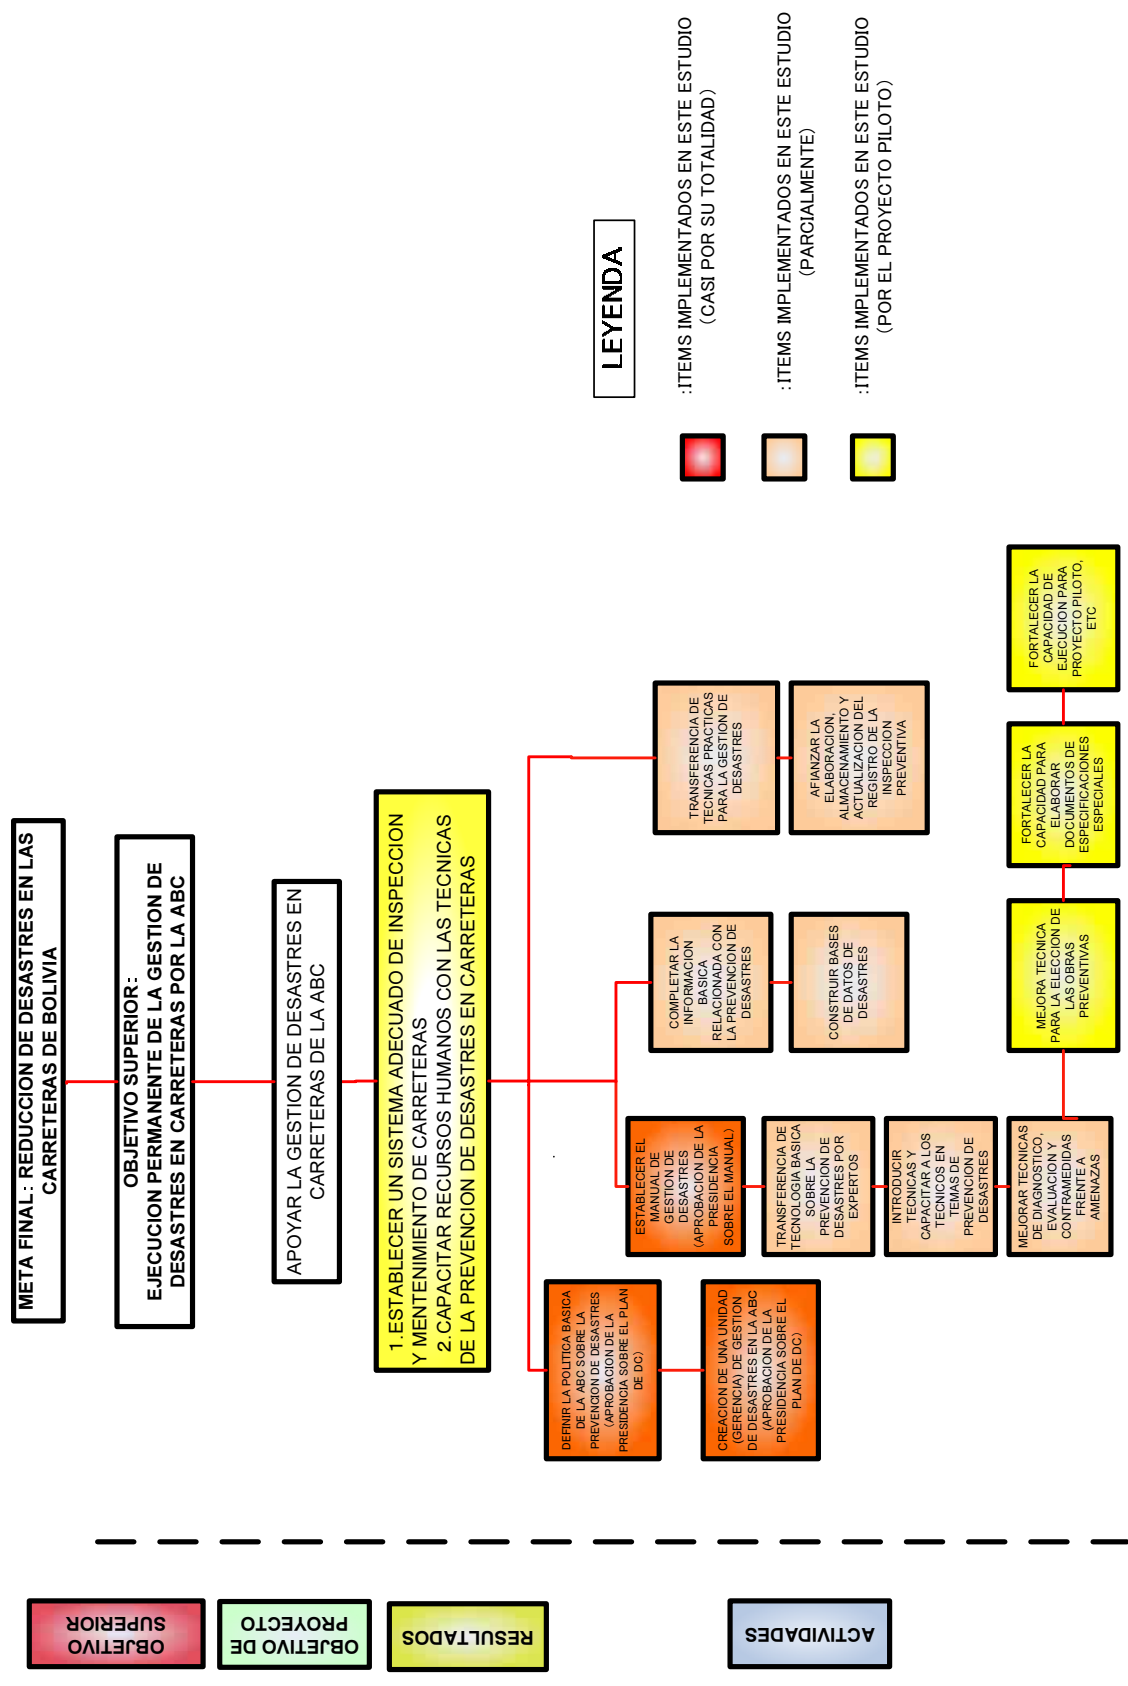 META FINAL: REDUCCION DE DESASTRES EN LAS
CARRETERAS DE BOLIVIA
OBJETIVO SUPERIOR:
EJECUCION PERMANENTE DE LA GESTION DE
DESASTRES EN CARRETERAS POR LA ABC
APOYAR LA GESTION DE DESASTRES EN
CARRETERAS DE LA ABC
1.ESTABLECER UN SISTEMA ADECUADO DE INSPECCION
Y MENTENIMIENTO DE CARRETERAS
2.CAPACITAR RECURSOS HUMANOS CON LAS TECNICAS
DE LA PREVENCION DE DESASTRES EN CARRETERAS
DEFINIR LA POLITICA BASICA
DE LA ABC SOBRE LA
PREVENCION DE DESASTRES
(APROBACION DE LA
PRESIDENCIA SOBRE EL PLAN
DE DC)
CREACION DE UNA UNIDAD
(GERENCIA) DE GESTION
DE DESASTRES EN LA ABC
(APROBACION DE LA
PRESIDENCIA SOBRE EL
PLAN DE DC)
ESTABLECER EL
MANUAL DE
GESTION DE
DESASTRES
(APROBACION DE LA
PRESIDENCIA
SOBRE EL MANUAL)
TRANSFERENCIA DE
TECNOLOGIA BASICA
SOBRE LA
PREVENCION DE
DESASTRES POR
EXPERTOS
INTRODUCIR
TECNICAS Y
CAPACITAR A LOS
TECNICOS EN
TEMAS DE
PREVENCION DE
DESASTRES
MEJORAR TECNICAS
DE DIAGNOSTICO,
EVALUACION Y
CONTRAMEDIDAS
FRENTE A
AMENAZAS
MEJORA TECNICA
PARA LA ELECCION DE
LAS OBRAS
PREVENTIVAS
FORTALECER LA
CAPACIDAD PARA
ELABORAR
DOCUMENTOS DE
ESPECIFICACIONES
ESPECIALES
FORTALECER LA
CAPACIDAD DE
EJECUCION PARA
PROYECTO PILOTO,
ETC
COMPLETAR LA
INFORMACION
BASICA
RELACIONADA CON
LA PREVENCION DE
DESASTRES
CONSTRUIR BASES
DE DATOS DE
DESASTRES
TRANSFERENCIA DE
TECNICAS PRACTICAS
PARA LA GESTION DE
DESASTRES
AFIANZAR LA
ELABORACION,
ALMACENAMIENTO Y
ACTUALIZACION DEL
REGISTRO DE LA
INSPECCION
PREVENTIVA
LEYENDA
:ITEMS IMPLEMENTADOS EN ESTE ESTUDIO
(CASI POR SU TOTALIDAD)
:ITEMS IMPLEMENTADOS EN ESTE ESTUDIO
(PARCIALMENTE)
:ITEMS IMPLEMENTADOS EN ESTE ESTUDIO
(POR EL PROYECTO PILOTO)
OBJETIVO
SUPERIOR
OBJETIVO DE
PROYECTO
RESULTADOS
ACTIVIDADES